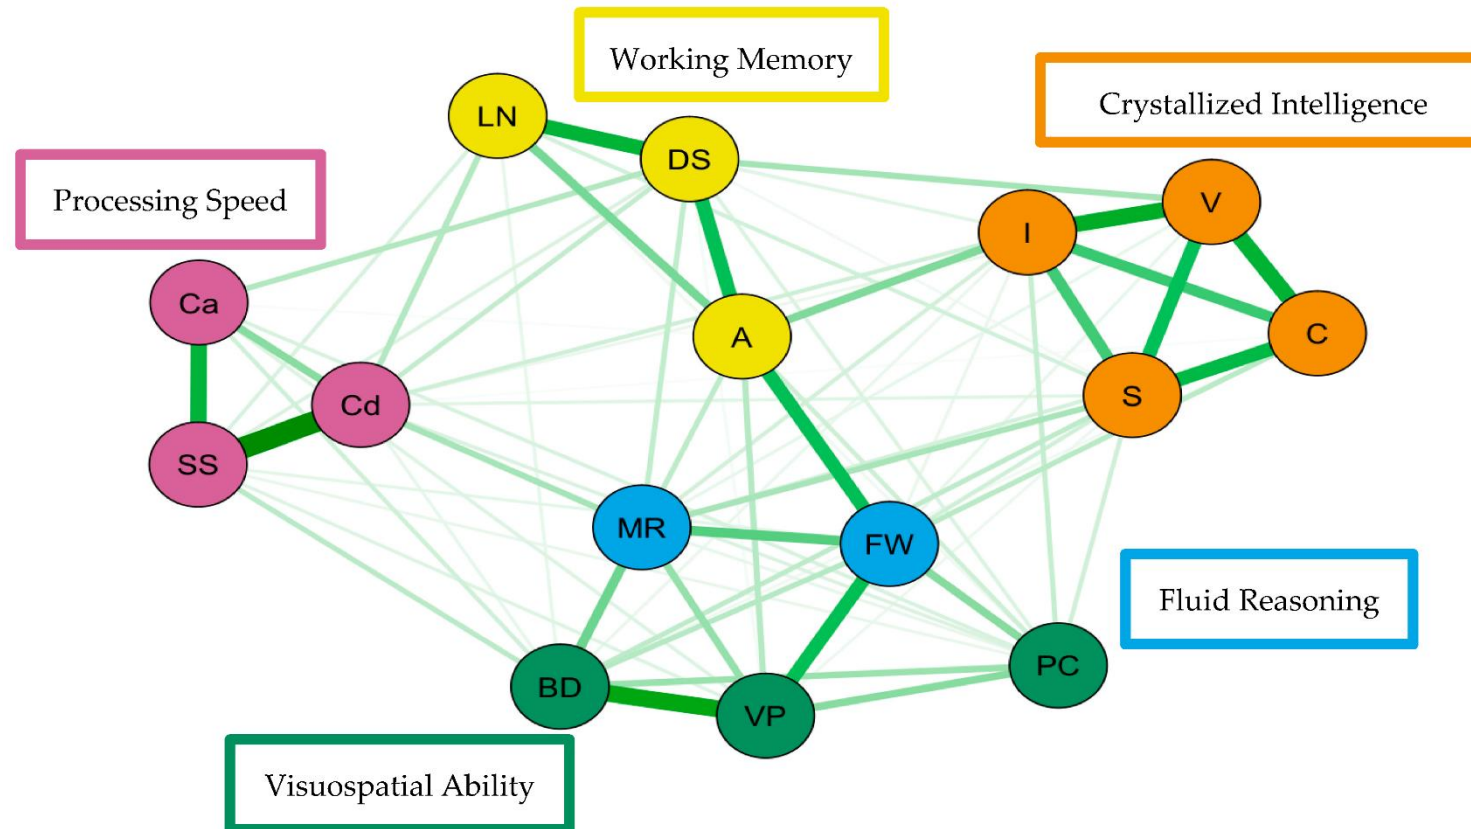 Working Memory
Crystallized Intelligence
LN
DS
Processing Speed
V
I
Ca
A
C
Cd
S
SS
MR
FW
Fluid Reasoning
BD
PC
VP
Visuospatial Ability